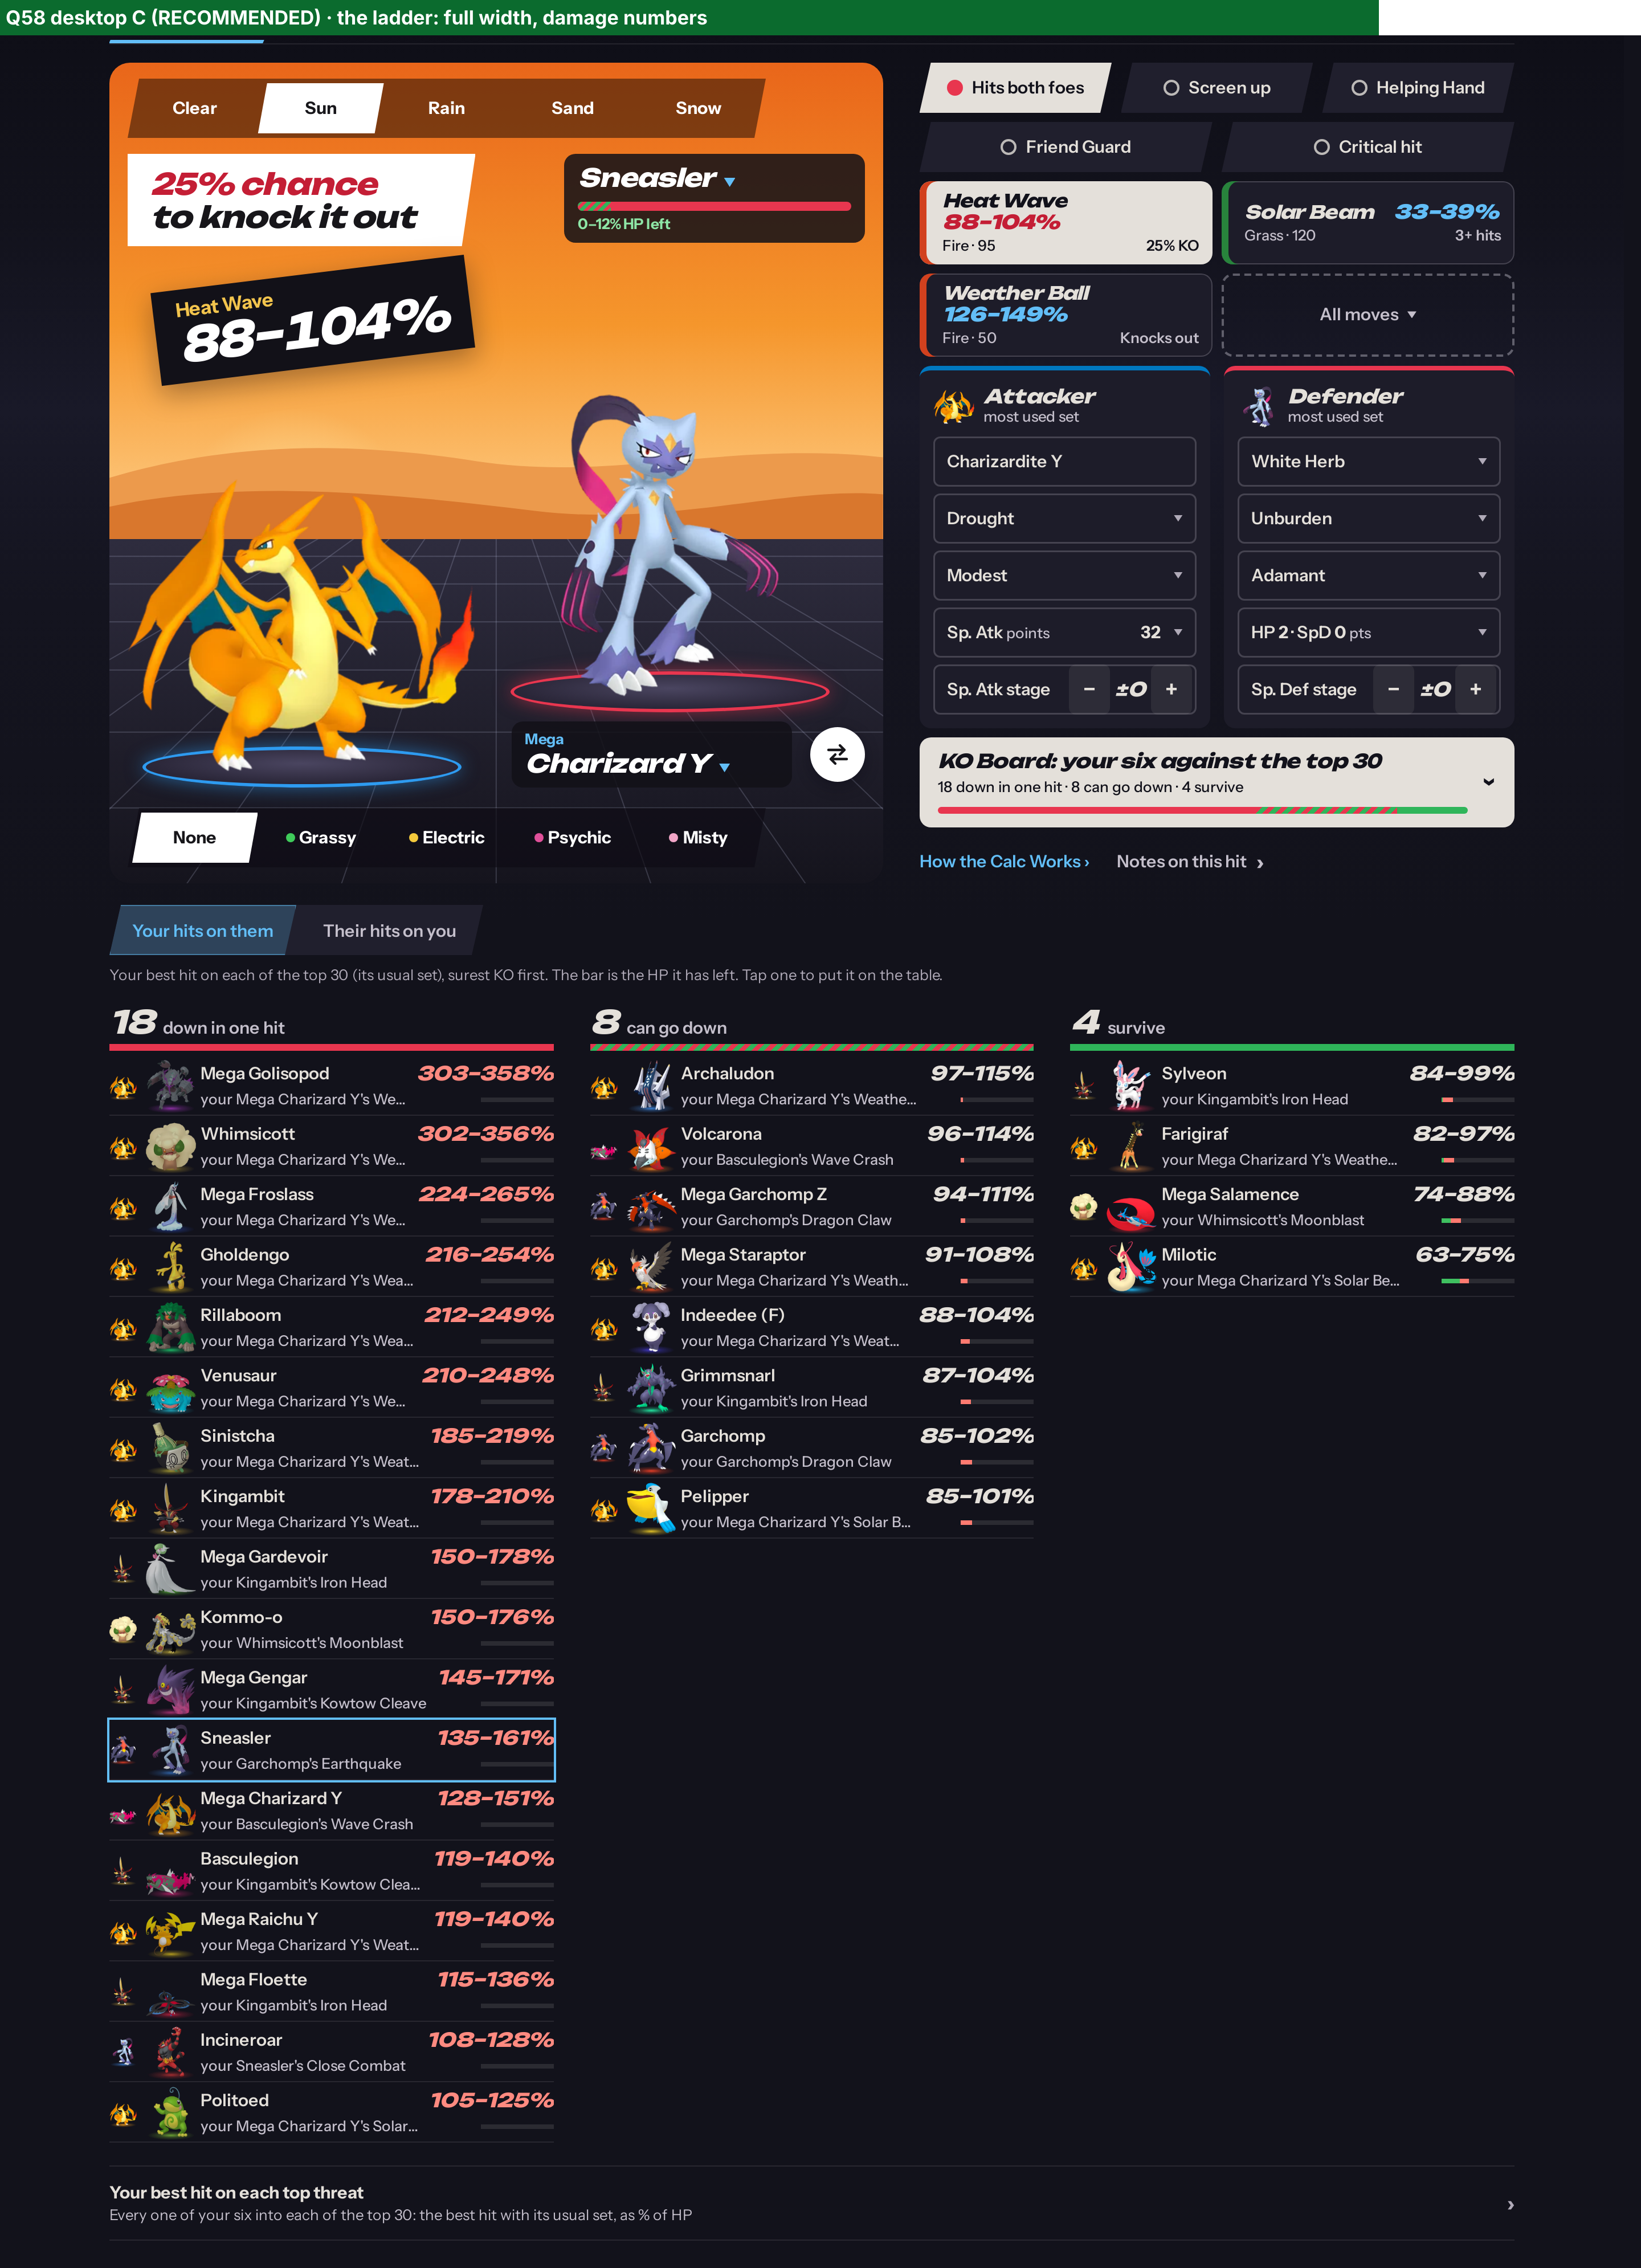 Q58 desktop C (RECOMMENDED) · the ladder: full width, damage numbers
Clear
Sun
Rain
Sand
Snow
25% chance
to knock it out
Sneasler
0–12% HP left
Heat Wave
88–104%
Mega
Charizard Y
None
Grassy
Electric
Psychic
Misty
Hits both foes
Screen up
Helping Hand
Friend Guard
Critical hit
Heat Wave
88–104%
Fire · 95
25% KO
Solar Beam
33–39%
Grass · 120
3+ hits
Weather Ball
126–149%
Fire · 50
Knocks out
All moves
Attacker
most used set
Charizardite Y
Drought
Modest
Sp. Atk points 32
Sp. Atk stage − ±0 +
Defender
most used set
White Herb
Unburden
Adamant
HP 2 · SpD 0 pts
Sp. Def stage − ±0 +
KO Board: your six against the top 30
18 down in one hit · 8 can go down · 4 survive
How the Calc Works ›
Notes on this hit ›
Your hits on them
Their hits on you
Your best hit on each of the top 30 (its usual set), surest KO first. The bar is the HP it has left. Tap one to put it on the table.
18 down in one hit
Mega Golisopod 303–358%
your Mega Charizard Y's We...
Whimsicott 302–356%
your Mega Charizard Y's We...
Mega Froslass 224–265%
your Mega Charizard Y's We...
Gholdengo 216–254%
your Mega Charizard Y's Wea...
Rillaboom 212–249%
your Mega Charizard Y's Wea...
Venusaur 210–248%
your Mega Charizard Y's We...
Sinistcha 185–219%
your Mega Charizard Y's Weat...
Kingambit 178–210%
your Mega Charizard Y's Weat...
Mega Gardevoir 150–178%
your Kingambit's Iron Head
Kommo-o 150–176%
your Whimsicott's Moonblast
Mega Gengar 145–171%
your Kingambit's Kowtow Cleave
Sneasler 135–161%
your Garchomp's Earthquake
Mega Charizard Y 128–151%
your Basculegion's Wave Crash
Basculegion 119–140%
your Kingambit's Kowtow Clea...
Mega Raichu Y 119–140%
your Mega Charizard Y's Weat...
Mega Floette 115–136%
your Kingambit's Iron Head
Incineroar 108–128%
your Sneasler's Close Combat
Politoed 105–125%
your Mega Charizard Y's Solar...
8 can go down
Archaludon 97–115%
your Mega Charizard Y's Weathe...
Volcarona 96–114%
your Basculegion's Wave Crash
Mega Garchomp Z 94–111%
your Garchomp's Dragon Claw
Mega Staraptor 91–108%
your Mega Charizard Y's Weath...
Indeedee (F) 88–104%
your Mega Charizard Y's Weat...
Grimmsnarl 87–104%
your Kingambit's Iron Head
Garchomp 85–102%
your Garchomp's Dragon Claw
Pelipper 85–101%
your Mega Charizard Y's Solar B...
4 survive
Sylveon 84–99%
your Kingambit's Iron Head
Farigiraf 82–97%
your Mega Charizard Y's Weathe...
Mega Salamence 74–88%
your Whimsicott's Moonblast
Milotic 63–75%
your Mega Charizard Y's Solar Be...
Your best hit on each top threat
Every one of your six into each of the top 30: the best hit with its usual set, as % of HP